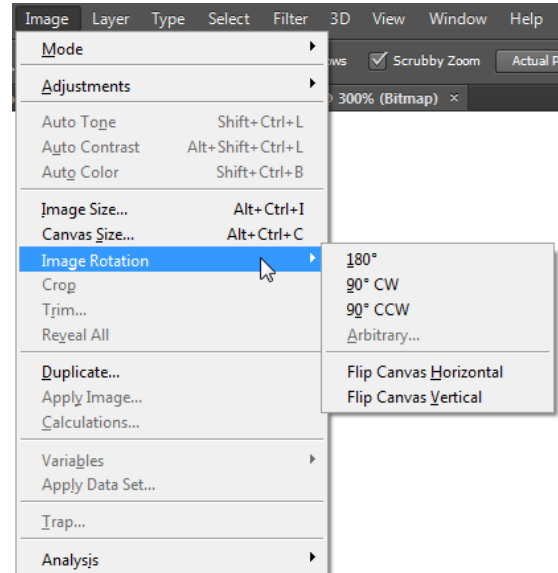 Image Layer Type Select Filter 3D View Window Help
Mode
ws Scrubby Zoom Actual P
Adjustments
300% (Bitmap) ×
Auto Tone Shift+Ctrl+L
Auto Contrast Alt+Shift+Ctrl+L
Auto Color Shift+Ctrl+B
Image Size... Alt+Ctrl+I
Canvas Size... Alt+Ctrl+C
Image Rotation
180°
Crop
90° CW
Trim...
90° CCW
Reveal All
Arbitrary...
Duplicate...
Flip Canvas Horizontal
Apply Image...
Flip Canvas Vertical
Calculations...
Variables
Apply Data Set...
Trap...
Analysis